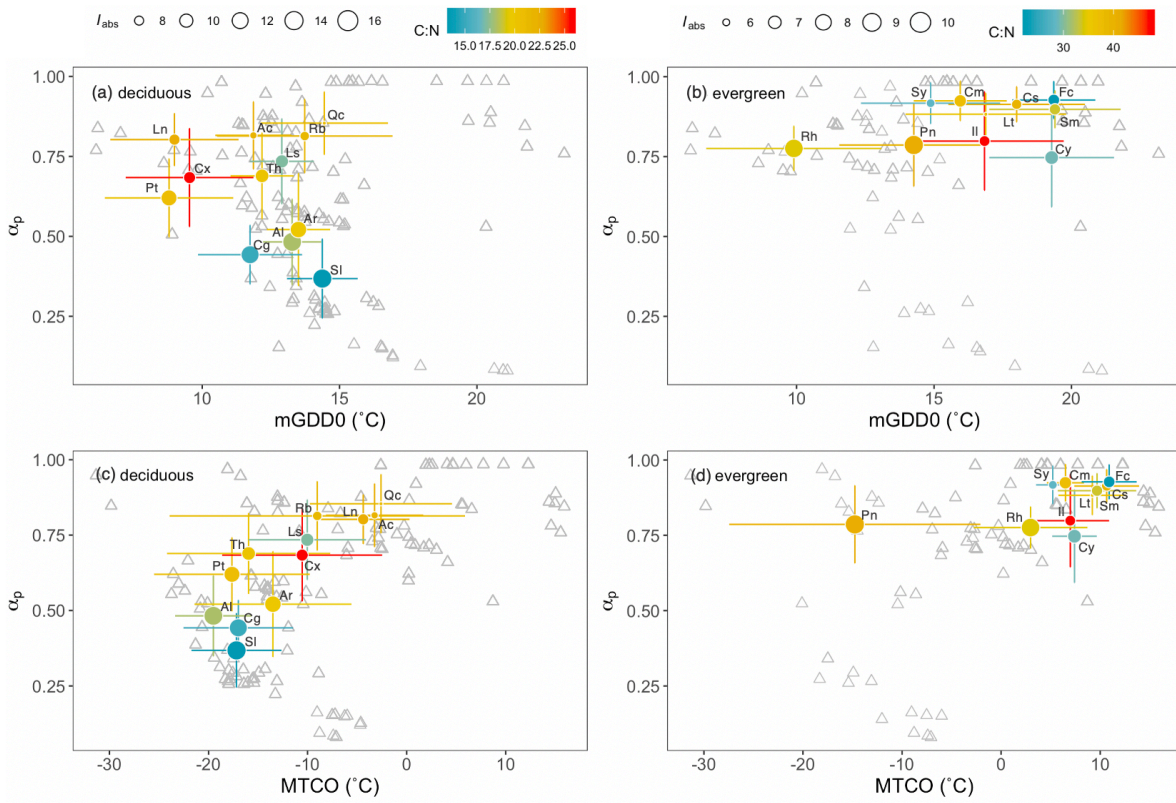 I abs 8 10 12 14 16 C:N 15.0 17.5 20.0 22.5 25.0
I abs 6 7 8 9 10 C:N 30 40
(a) deciduous
1.00
0.75
0.50
0.25
αp
Ln
Ac
Qc
Rb
Ls
Cx
Th
Pt
Ar
Al
Cg
Sl
10 15 20
mGDD0 (˚C)
(b) evergreen
1.00
0.75
0.50
0.25
αp
Sy
Cm
Cs
Fc
Lt
Sm
Rh
Pn
Il
Cy
10 15 20
mGDD0 (˚C)
(c) deciduous
1.00
0.75
0.50
0.25
αp
Qc
Rb
Ln
Ac
Ls
Th
Cx
Pt
Ar
Al
Cg
Sl
-30 -20 -10 0 10
MTCO (˚C)
(d) evergreen
1.00
0.75
0.50
0.25
αp
Sy
Cm
Fc
Lt
Cs
Sm
Pn
Rh
Il
Cy
-30 -20 -10 0 10
MTCO (˚C)